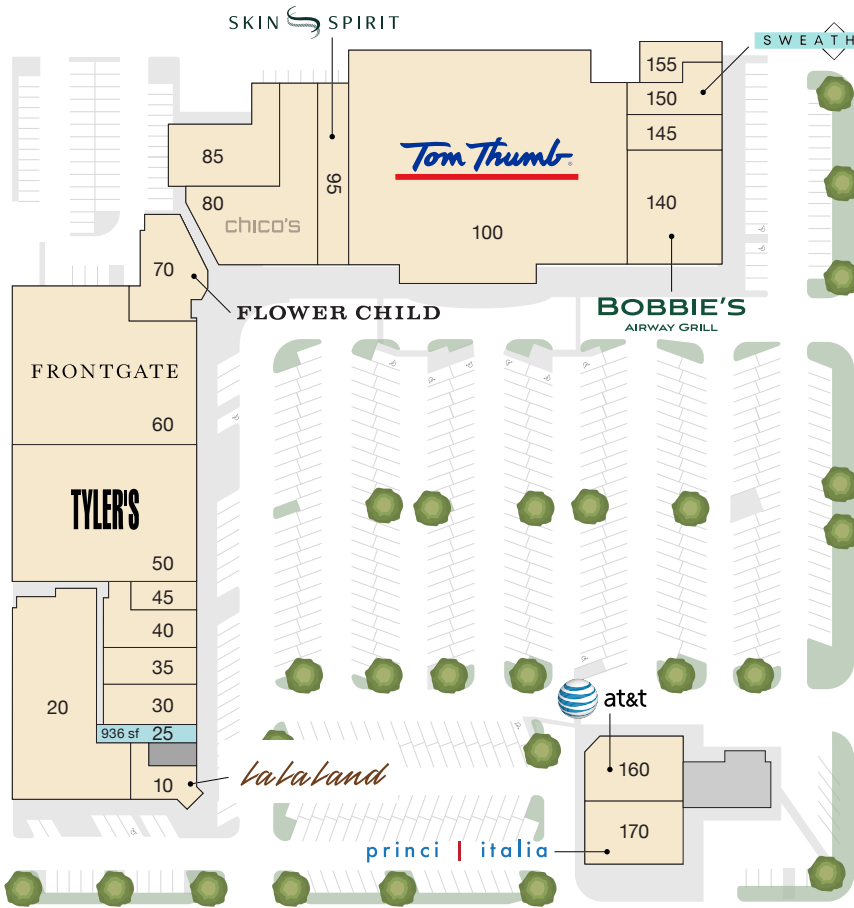 SKIN SPIRIT
SWEATH
155
150
145
85
95
Tom Thumb
80
140
chico's
100
70
BOBBIE'S
AIRWAY GRILL
FLOWER CHILD
FRONTGATE
60
TYLER'S
50
45
40
35
30
20
at&t
936 sf 25
160
lalaland
10
170
princi | italia